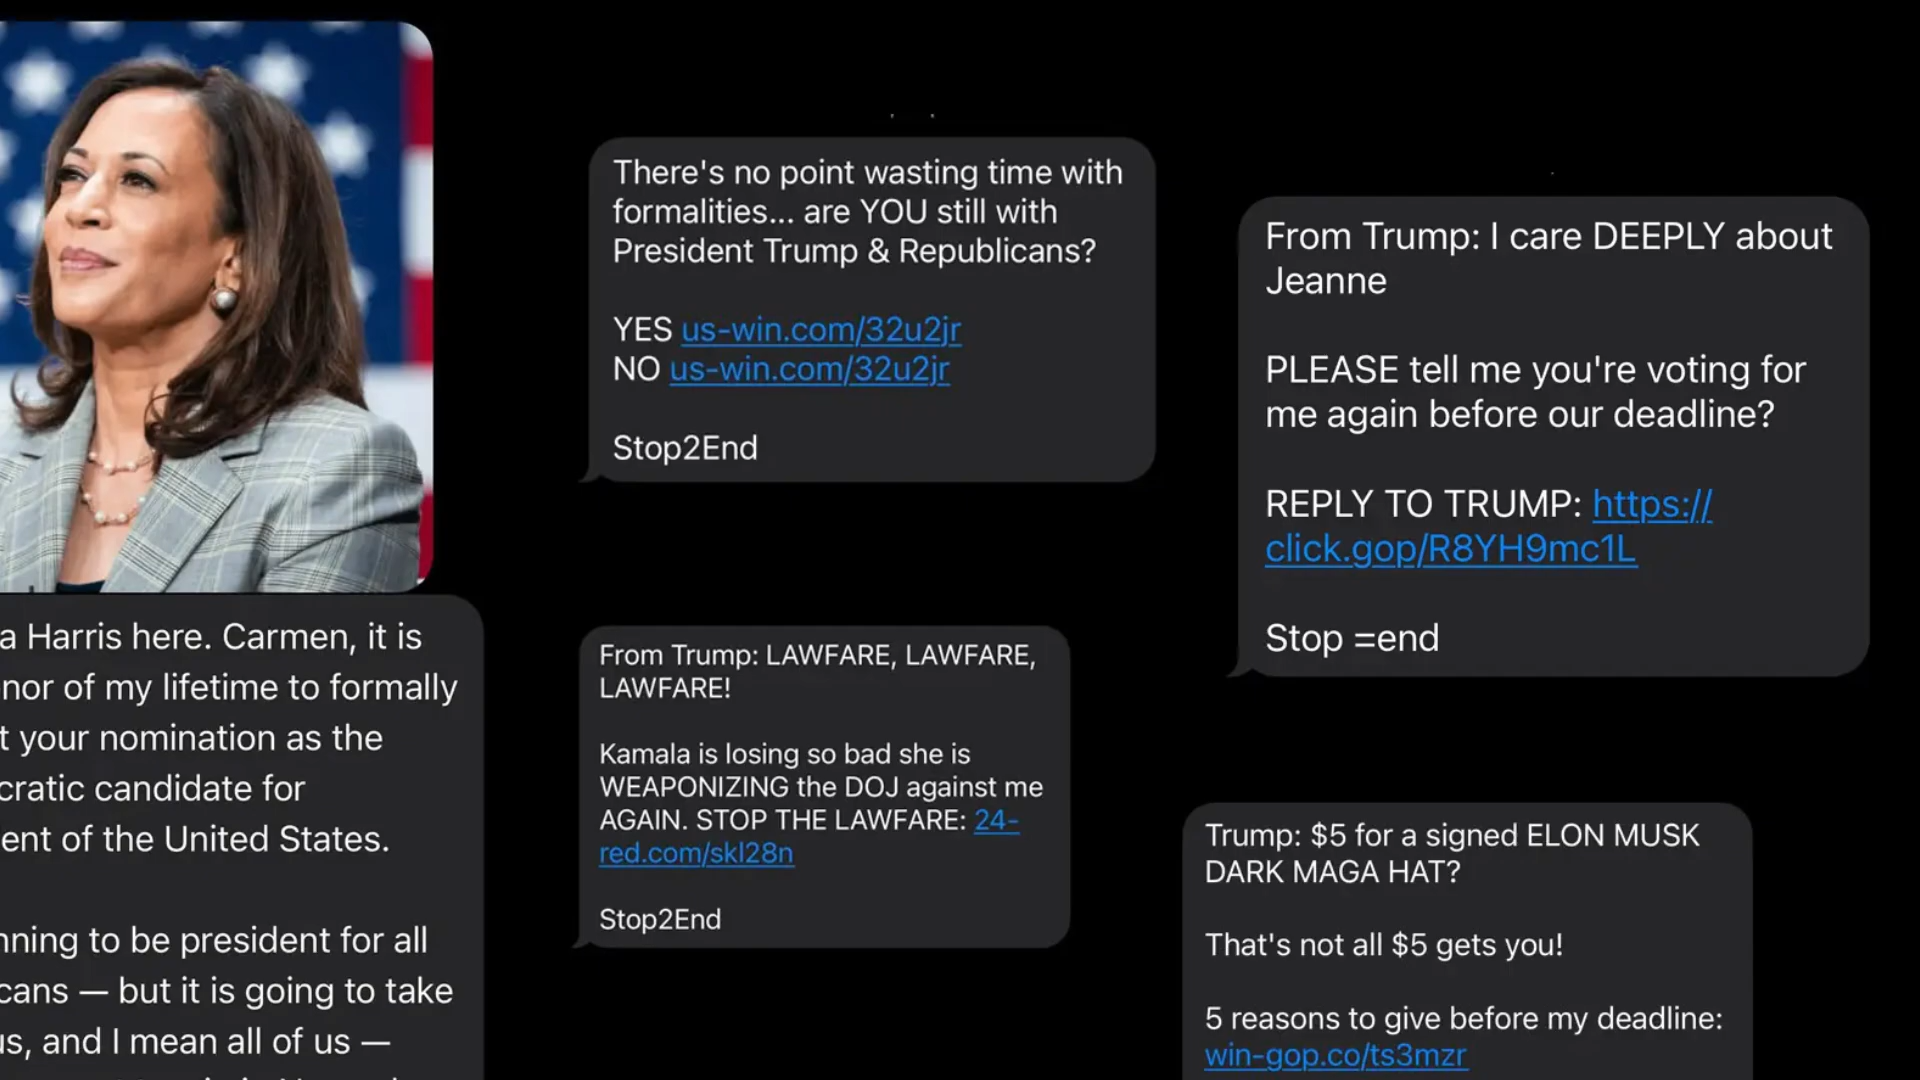 a Harris here. Carmen, it is
nor of my lifetime to formally
t your nomination as the
cratic candidate for
ent of the United States.
nning to be president for all
cans — but it is going to take
us, and I mean all of us —
There's no point wasting time with
formalities... are YOU still with
President Trump & Republicans?
YES us-win.com/32u2jr
NO us-win.com/32u2jr
Stop2End
From Trump: LAWFARE, LAWFARE,
LAWFARE!
Kamala is losing so bad she is
WEAPONIZING the DOJ against me
AGAIN. STOP THE LAWFARE: 24-
red.com/skl28n
Stop2End
From Trump: I care DEEPLY about
Jeanne
PLEASE tell me you're voting for
me again before our deadline?
REPLY TO TRUMP: https://
click.gop/R8YH9mc1L
Stop =end
Trump: $5 for a signed ELON MUSK
DARK MAGA HAT?
That's not all $5 gets you!
5 reasons to give before my deadline:
win-gop.co/ts3mzr